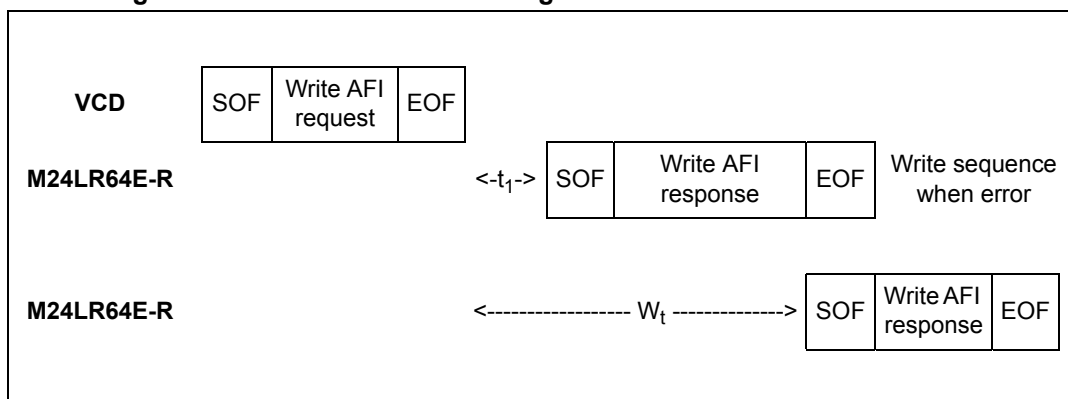 VCD SOF Write AFI request EOF
M24LR64E-R <-t1-> SOF Write AFI response EOF Write sequence when error
M24LR64E-R <------------------ Wt --------------> SOF Write AFI response EOF